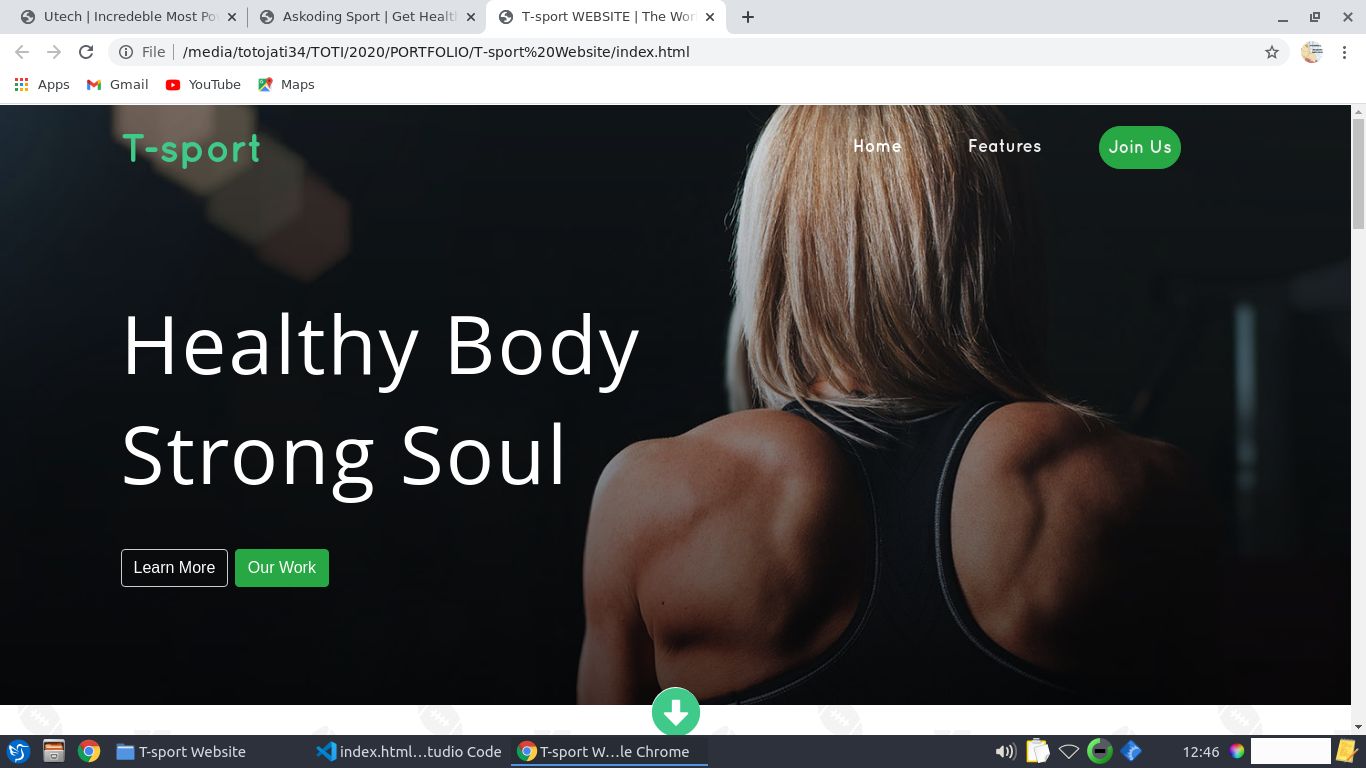 Utech | Incredeble Most Po
Askoding Sport | Get Healt
T-sport WEBSITE | The Wor
File
/media/totojati34/TOTI/2020/PORTFOLIO/T-sport%20Website/index.html
Apps
Gmail
YouTube
Maps
T-sport
Home
Features
Join Us
Healthy Body
Strong Soul
Learn More
Our Work
T-sport Website
index.html...tudio Code
T-sport W...le Chrome
12:46